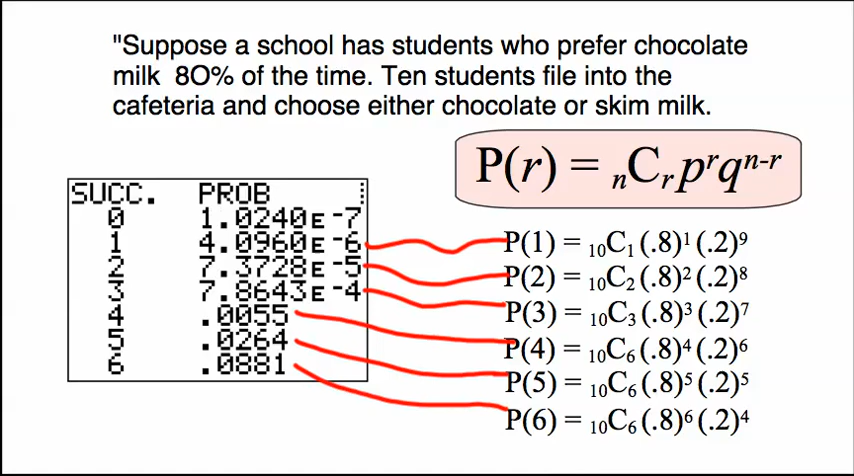 "Suppose a school has students who prefer chocolate
milk 8O% of the time. Ten students file into the
cafeteria and choose either chocolate or skim milk.
P(r) = ₙCᵣ pʳqⁿ⁻ʳ
SUCC. PROB
0 1.0240E ⁻7
1 4.0960E ⁻6
2 7.3728E ⁻5
3 7.8643E ⁻4
4 .0055
5 .0264
6 .0881
P(1) = ₁₀C₁ (.8)¹ (.2)⁹
P(2) = ₁₀C₂ (.8)² (.2)⁸
P(3) = ₁₀C₃ (.8)³ (.2)⁷
P(4) = ₁₀C₆ (.8)⁴ (.2)⁶
P(5) = ₁₀C₆ (.8)⁵ (.2)⁵
P(6) = ₁₀C₆ (.8)⁶ (.2)⁴